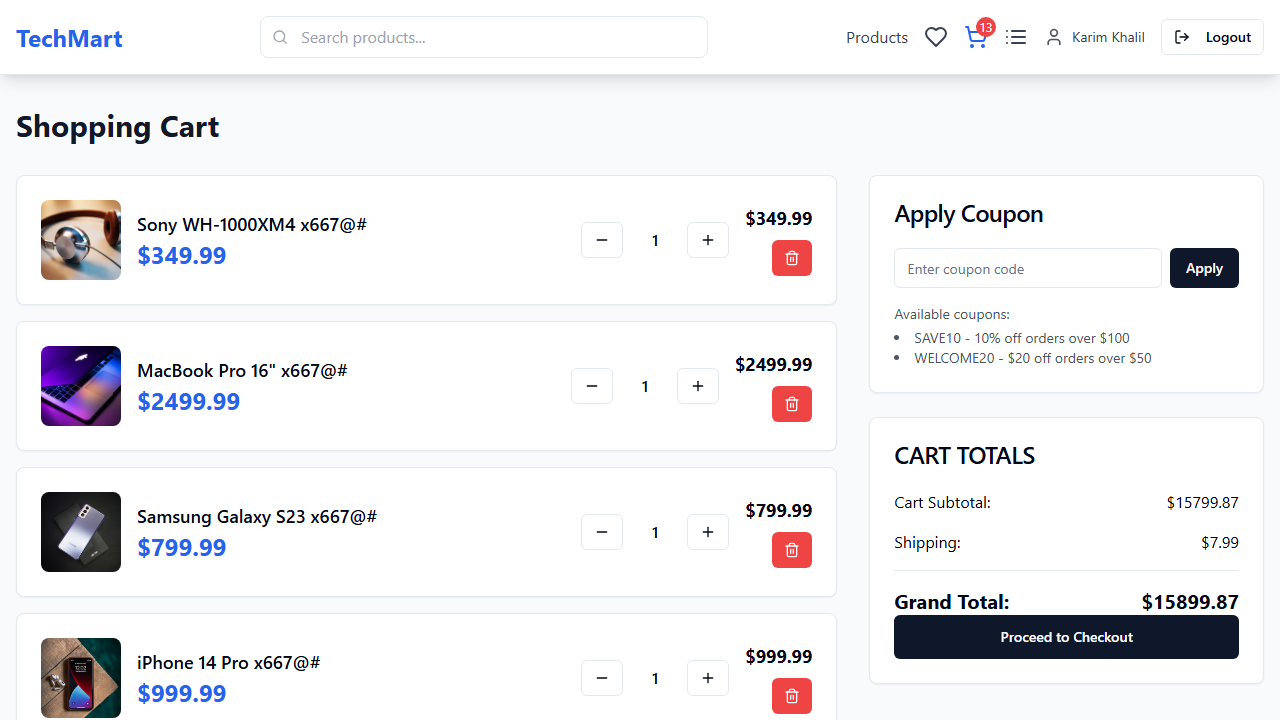 TechMart
Search products...
Products
13
Karim Khalil
Logout
Shopping Cart
Sony WH-1000XM4 x667@#
$349.99
1
$349.99
MacBook Pro 16" x667@#
$2499.99
1
$2499.99
Samsung Galaxy S23 x667@#
$799.99
1
$799.99
iPhone 14 Pro x667@#
$999.99
1
$999.99
Apply Coupon
Enter coupon code
Apply
Available coupons:
SAVE10 - 10% off orders over $100
WELCOME20 - $20 off orders over $50
CART TOTALS
Cart Subtotal: $15799.87
Shipping: $7.99
Grand Total: $15899.87
Proceed to Checkout